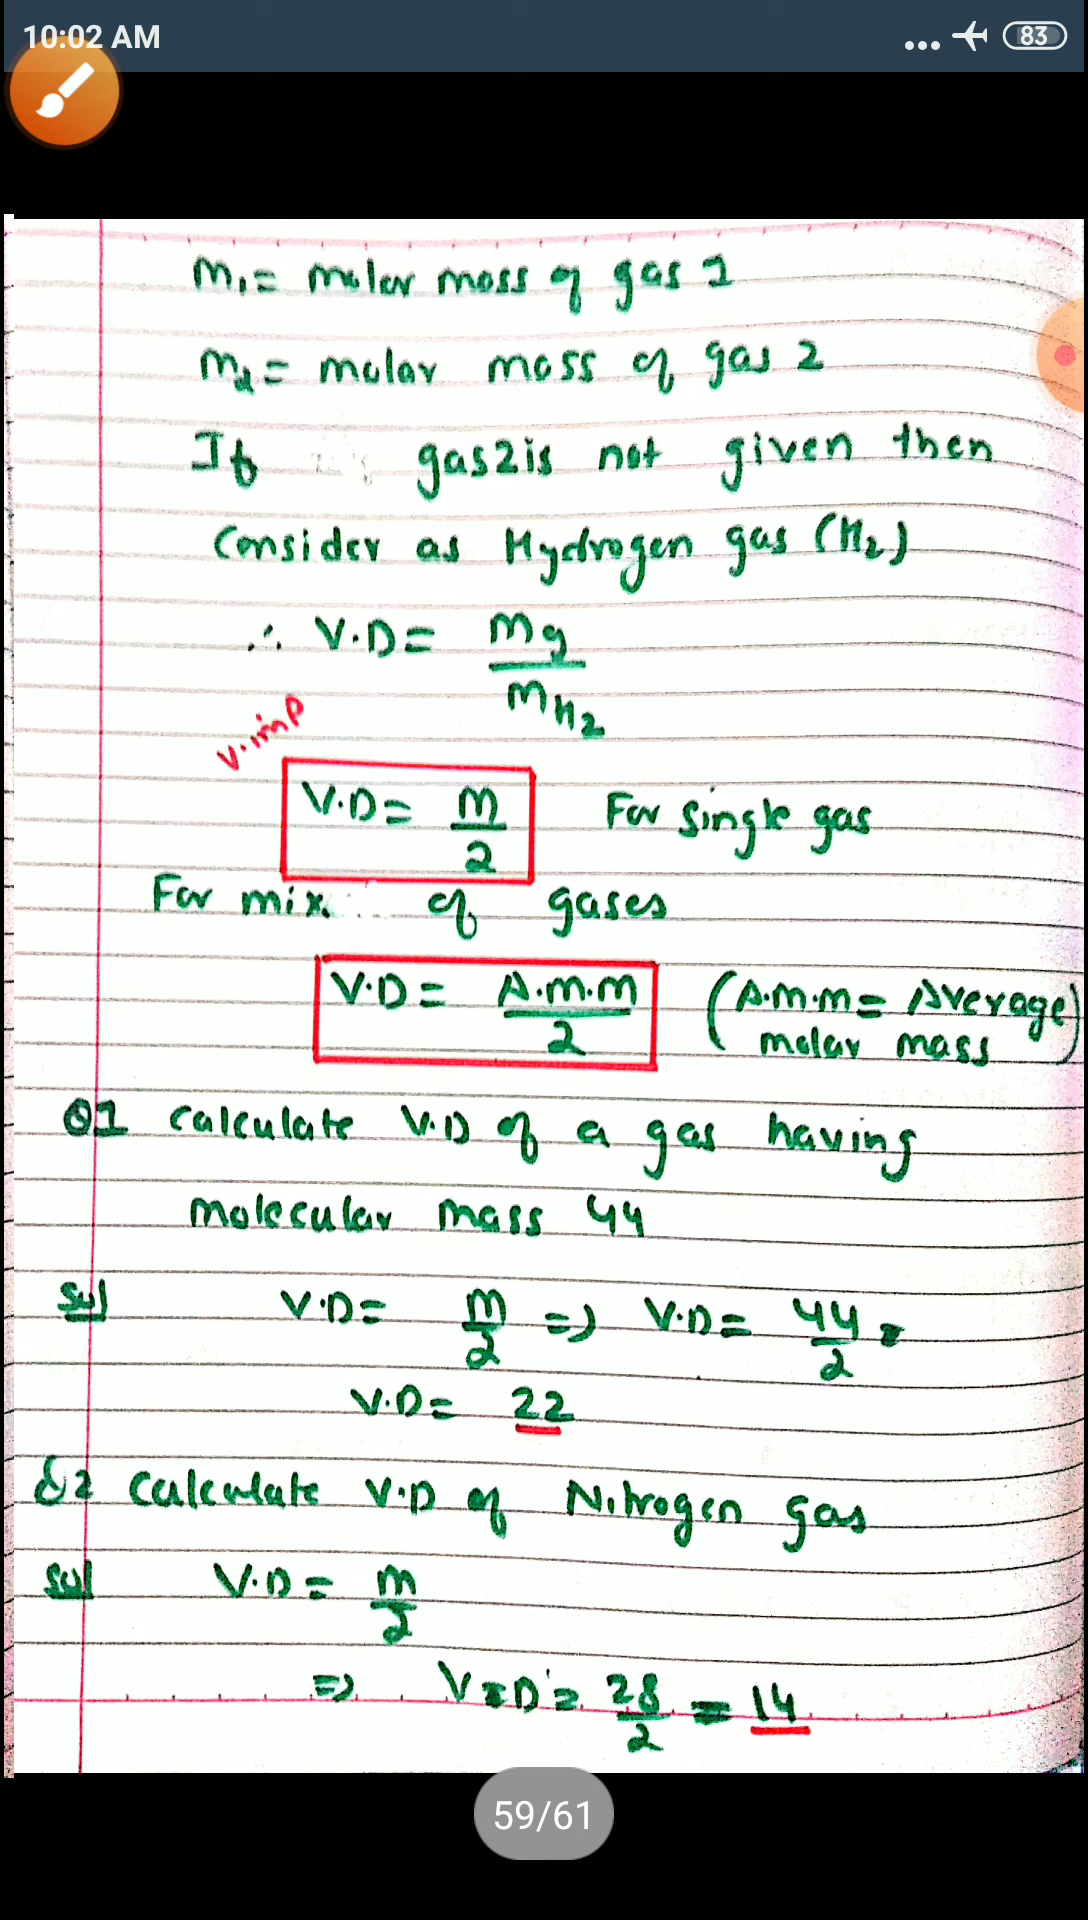 10:02 AM
... 83
M₁ = molar mass of gas 1
M₂ = molar mass of gas 2
If gas 2 is not given then
Consider as Hydrogen gas (H₂)
∴ V.D = Mg / MH₂
V.imp
V.D = M/2 For single gas
For mix. of gases
V.D = A.M.M / 2 (A.M.M = Average
molar mass)
Q1 calculate V.D of a gas having
molecular mass 44
Sol V.D = M/2 => V.D = 44/2 =
V.D = 22
Q2 calculate V.D of Nitrogen gas
Sol V.D = M/2
=> V.D = 28/2 = 14
59/61